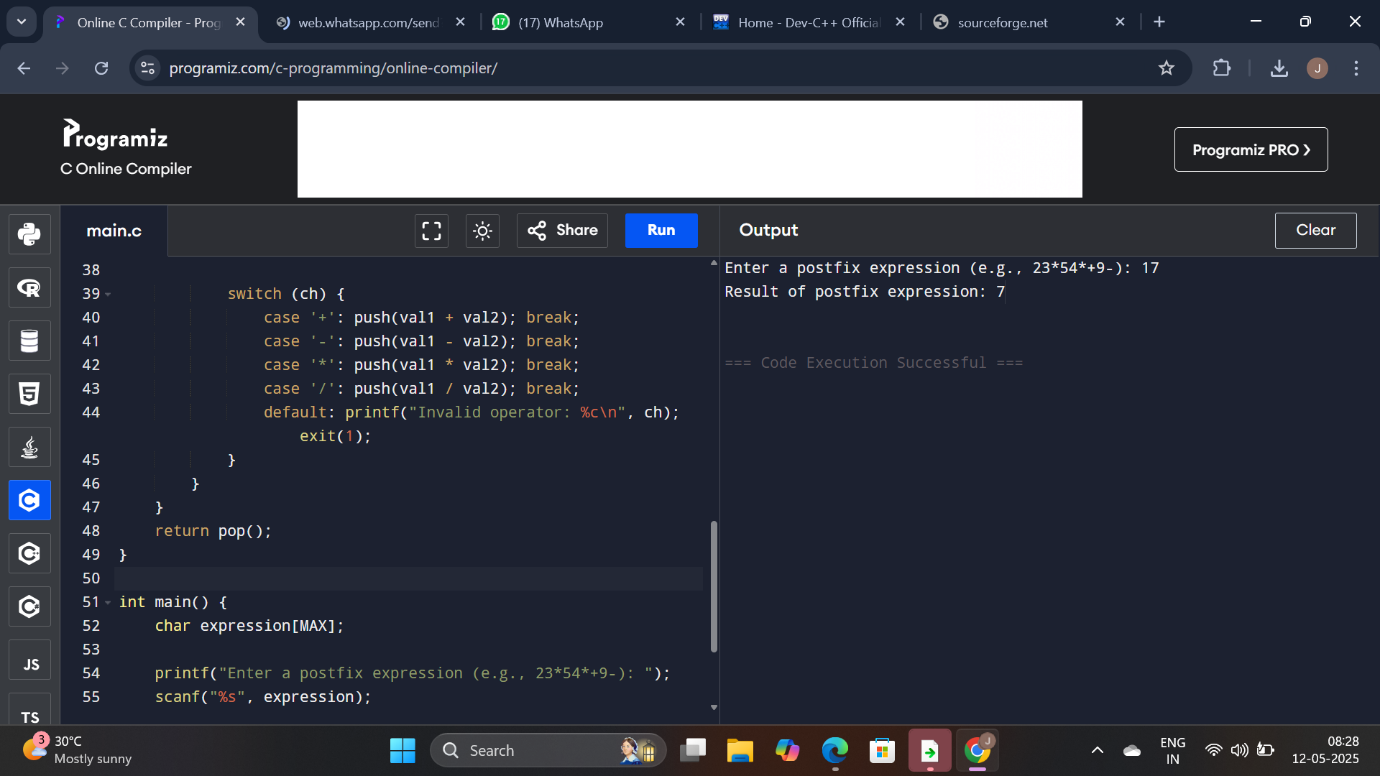 Online C Compiler - Prog
web.whatsapp.com/send
(17) WhatsApp
Home - Dev-C++ Official
sourceforge.net
programiz.com/c-programming/online-compiler/
J
Programiz
C Online Compiler
Programiz PRO
main.c
Share
Run
Output
Clear
38
39 switch (ch) {
40 case '+': push(val1 + val2); break;
41 case '-': push(val1 - val2); break;
42 case '*': push(val1 * val2); break;
43 case '/': push(val1 / val2); break;
44 default: printf("Invalid operator: %c\n", ch);
exit(1);
45 }
46 }
47 }
48 return pop();
49 }
50
51 int main() {
52 char expression[MAX];
53
54 printf("Enter a postfix expression (e.g., 23*54*+9-): ");
55 scanf("%s", expression);
Enter a postfix expression (e.g., 23*54*+9-): 17
Result of postfix expression: 7
=== Code Execution Successful ===
JS
TS
3
30°C
Mostly sunny
Search
J
ENG
IN
08:28
12-05-2025